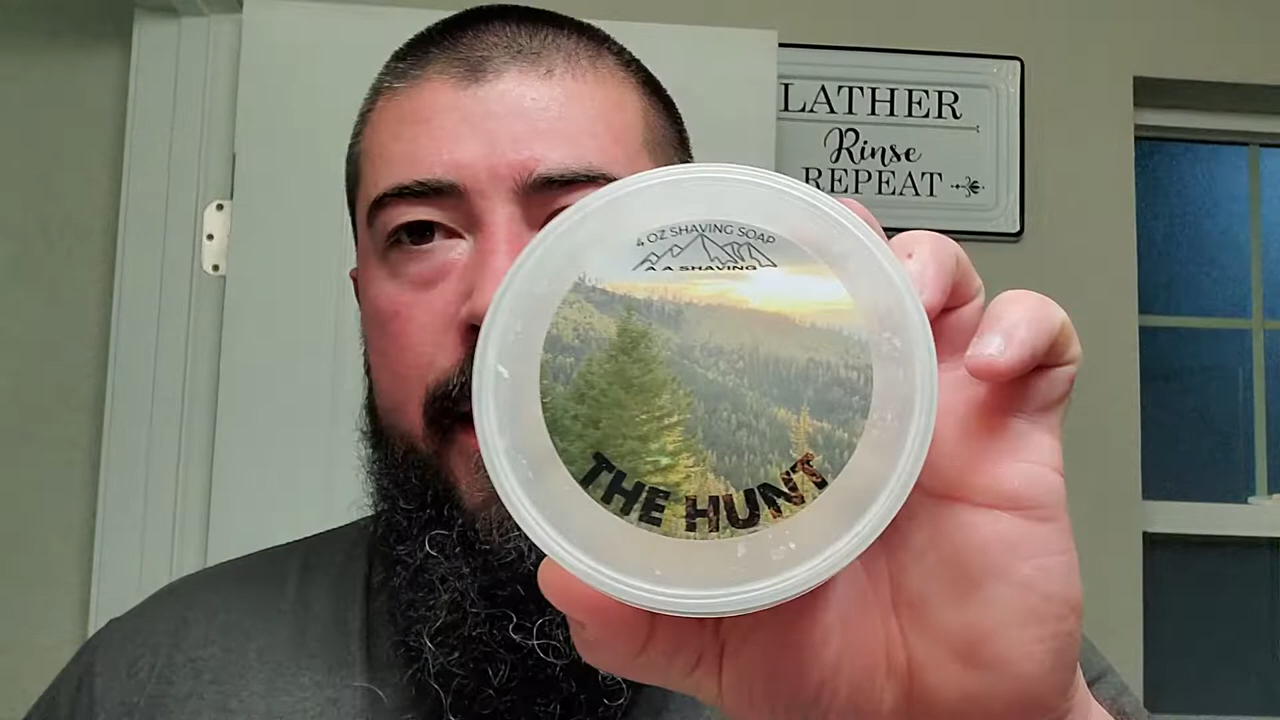 LATHER
Rinse
REPEAT
4 OZ SHAVING SOAP
A A SHAVING
THE HUNT